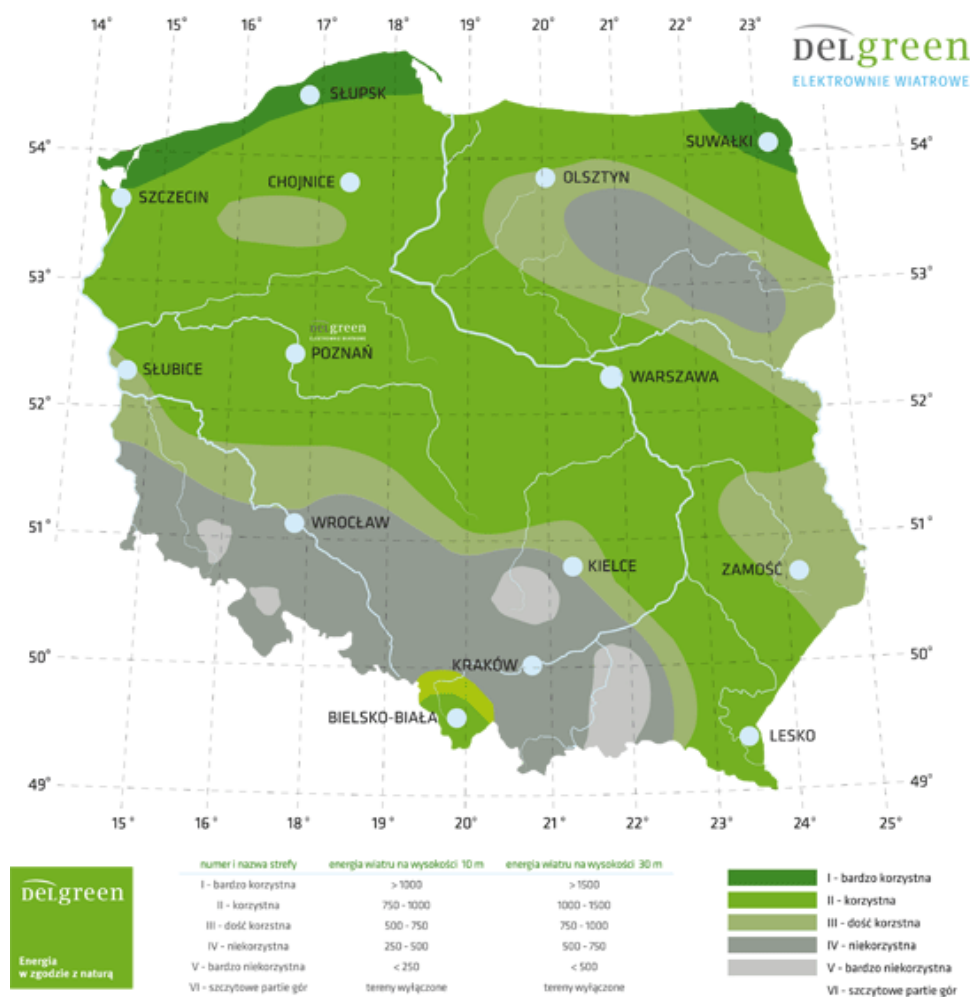 14° 15° 16° 17° 18° 19° 20° 21° 22° 23°
DELgreen
ELEKTROWNIE WIATROWE
SŁUPSK
54° SUWAŁKI 54°
CHOJNICE OLSZTYN
SZCZECIN
53° 53°
delgreen
ELEKTROWNIE WIATROWE
POZNAŃ
SŁUBICE WARSZAWA
52° 52°
51° WROCŁAW 51°
KIELCE ZAMOŚĆ
50° KRAKÓW 50°
BIELSKO-BIAŁA LESKO
49° 49°
15° 16° 17° 18° 19° 20° 21° 22° 23° 24° 25°
DELgreen
Energia
w zgodzie z naturą
numer i nazwa strefy energia wiatru na wysokości 10 m energia wiatru na wysokości 30 m
I - bardzo korzystna >1000 >1500
II - korzystna 750 - 1000 1000 - 1500
III - dość korzstna 500 - 750 750 - 1000
IV - niekorzystna 250 - 500 500 - 750
V - bardzo niekorzystna < 250 < 500
VI - szczytowe partie gór tereny wyłączone tereny wyłączone
I - bardzo korzystna
II - korzystna
III - dość korzstna
IV - niekorzystna
V - bardzo niekorzystna
VI - szczytowe partie gór